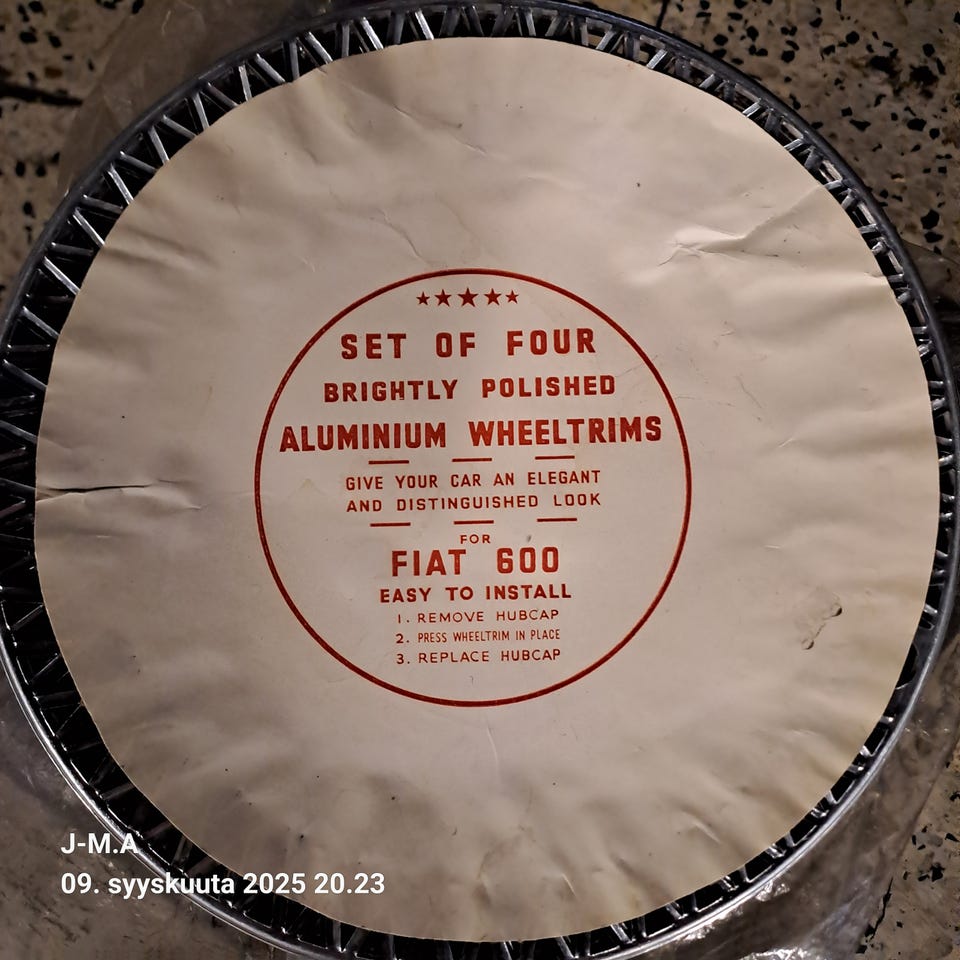 SET OF FOUR
BRIGHTLY POLISHED
ALUMINIUM WHEELTRIMS
GIVE YOUR CAR AN ELEGANT
AND DISTINGUISHED LOOK
FOR
FIAT 600
EASY TO INSTALL
1. REMOVE HUBCAP
2. PRESS WHEELTRIM IN PLACE
3. REPLACE HUBCAP
J-M.A
09. syyskuuta 2025 20.23